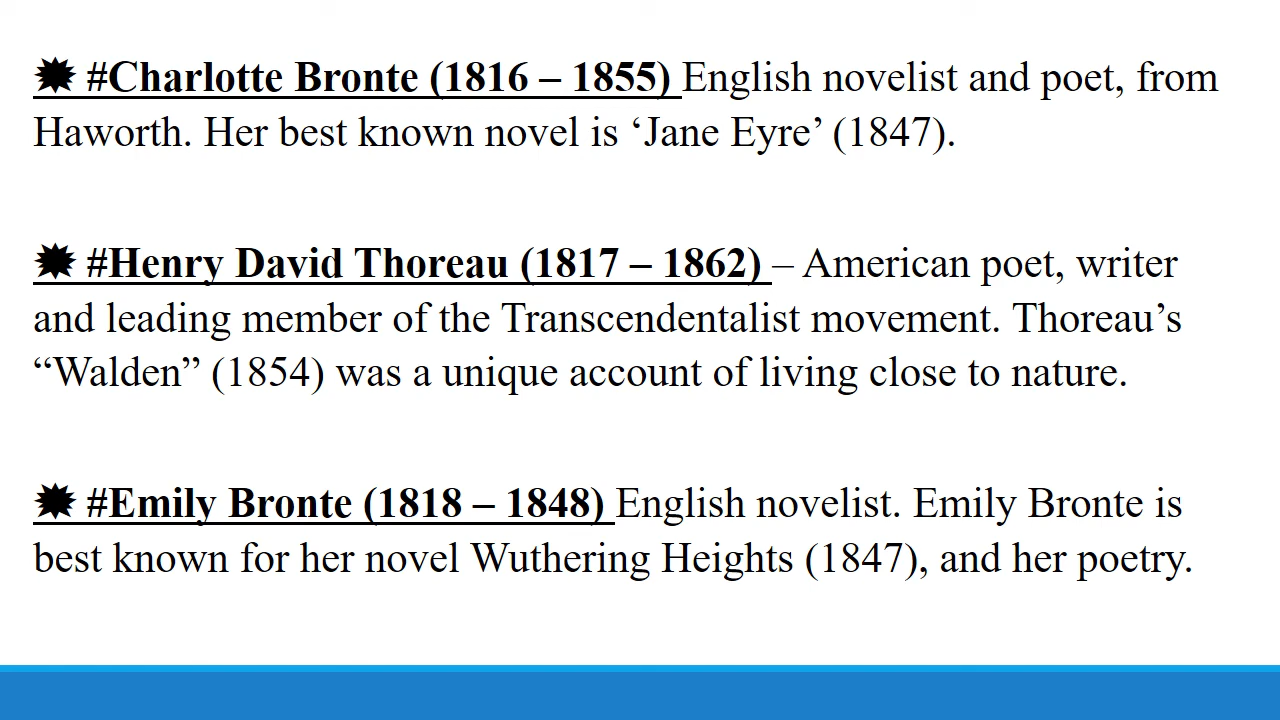 ✸ #Charlotte Bronte (1816 – 1855) English novelist and poet, from
Haworth. Her best known novel is ‘Jane Eyre’ (1847).
✸ #Henry David Thoreau (1817 – 1862) – American poet, writer
and leading member of the Transcendentalist movement. Thoreau’s
“Walden” (1854) was a unique account of living close to nature.
✸ #Emily Bronte (1818 – 1848) English novelist. Emily Bronte is
best known for her novel Wuthering Heights (1847), and her poetry.